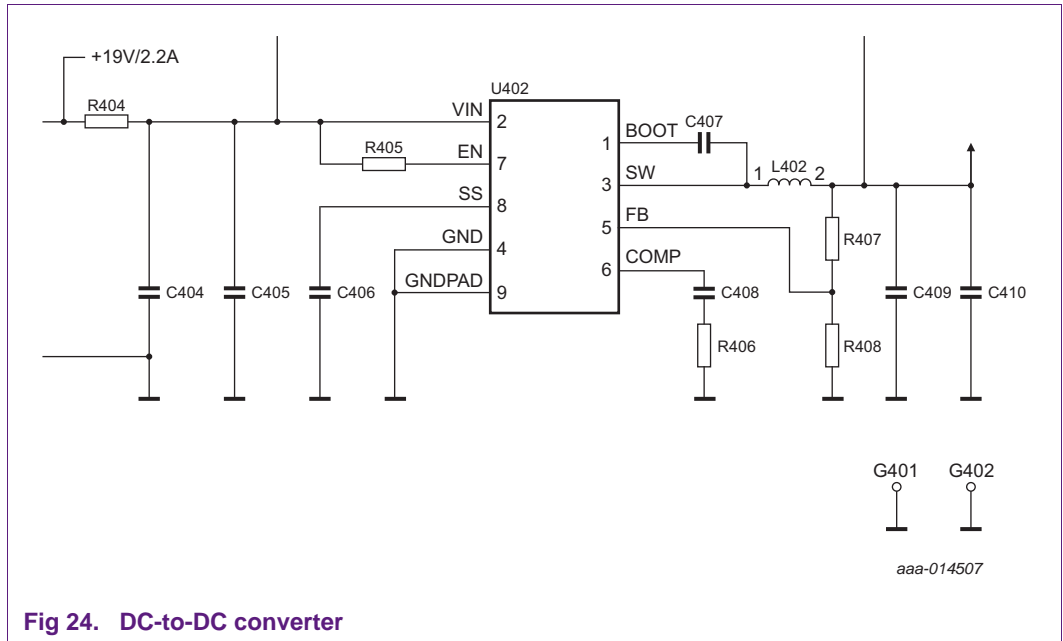 +19V/2.2A
R404
U402
VIN
2
BOOT
1
C407
R405
EN
7
SW
3
1
L402
2
SS
8
FB
5
R407
GND
4
COMP
6
GNDPAD
9
C404
C405
C406
C408
C409
C410
R406
R408
G401
G402
aaa-014507
Fig 24. DC-to-DC converter